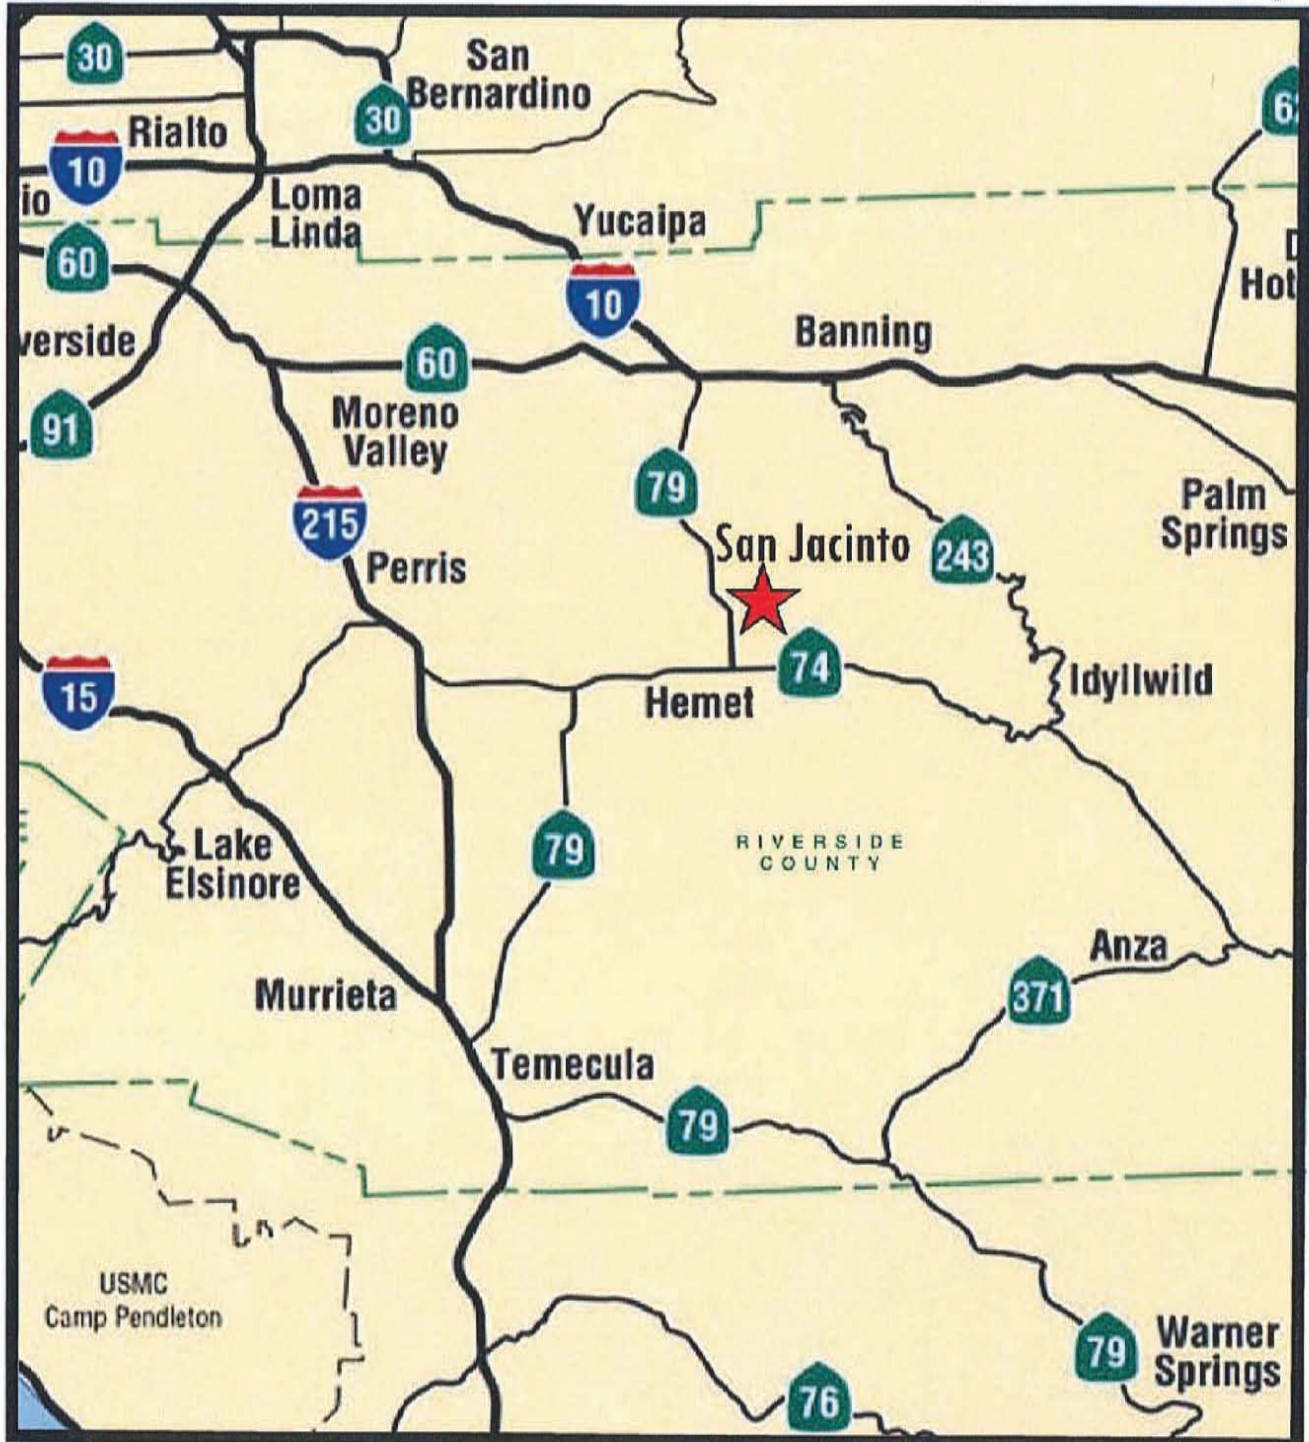 30
San
Bernardino
30
62
Rialto
10
io
Loma
Linda
Yucaipa
60
10
D
Hot
verside
Banning
60
91
Moreno
Valley
79
Palm
Springs
215
San Jacinto
243
Perris
15
74
Idyllwild
Hemet
79
RIVERSIDE
COUNTY
Lake
Elsinore
Anza
371
Murrieta
Temecula
79
USMC
Camp Pendleton
79
Warner
Springs
76